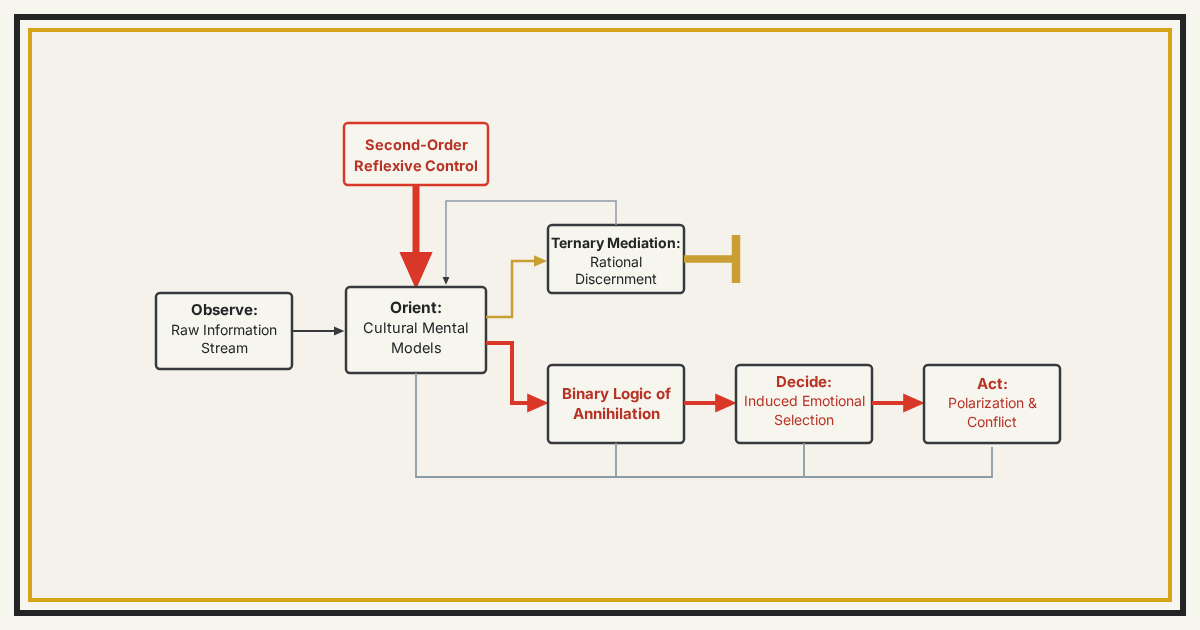 Second-Order
Reflexive Control
Ternary Mediation:
Rational
Discernment
Observe:
Raw Information
Stream
Orient:
Cultural Mental
Models
Binary Logic of
Annihilation
Decide:
Induced Emotional
Selection
Act:
Polarization &
Conflict